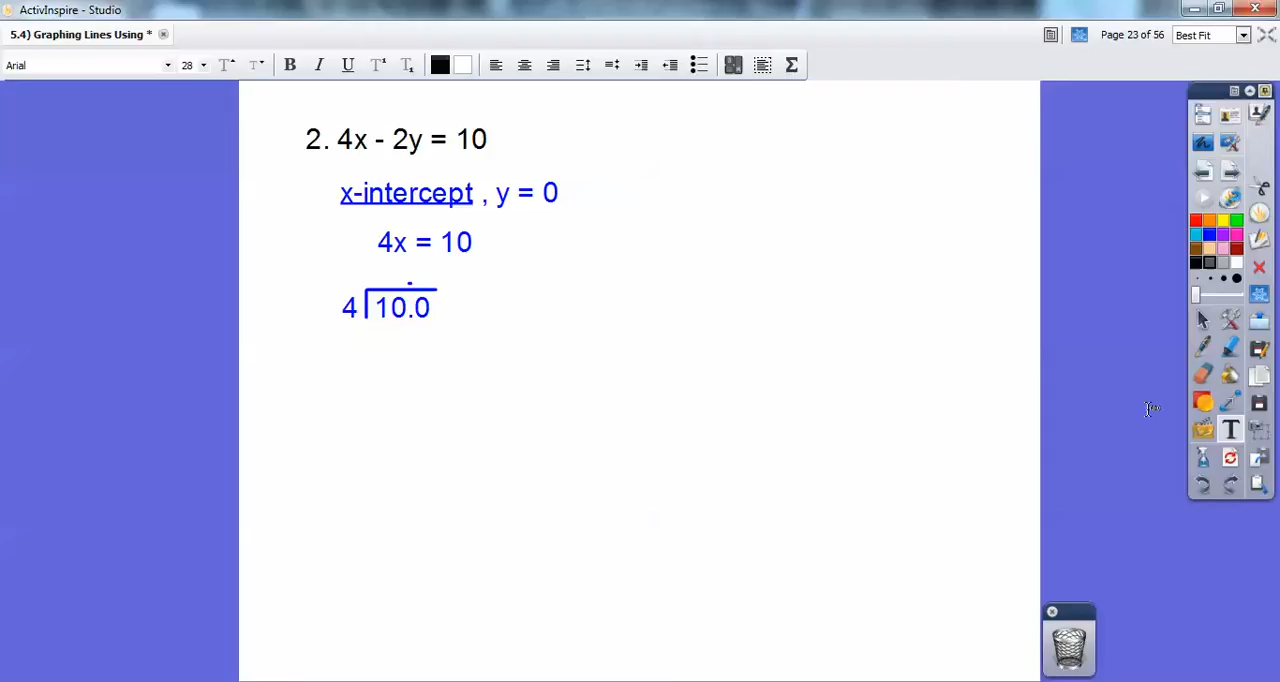 ActivInspire - Studio
5.4) Graphing Lines Using *
Page 23 of 56
Best Fit
Arial
28
2. 4x - 2y = 10
x-intercept , y = 0
4x = 10
4 10.0